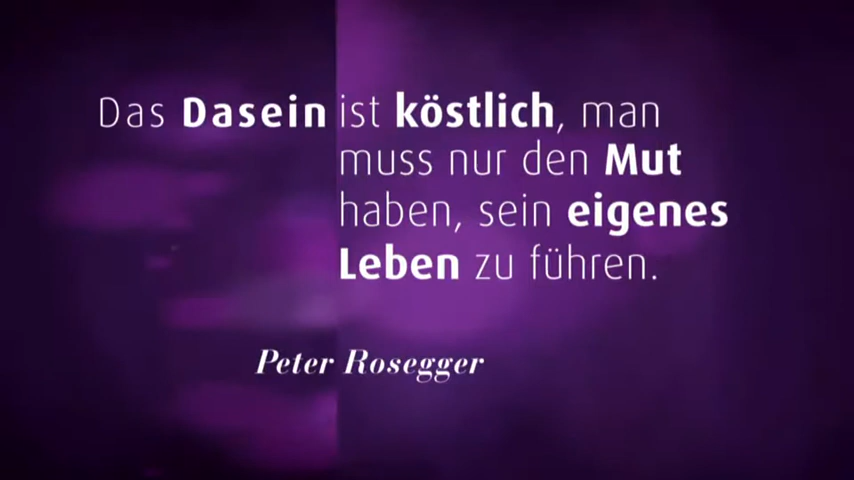 Das Dasein ist köstlich, man
muss nur den Mut
haben, sein eigenes
Leben zu führen.
Peter Rosegger